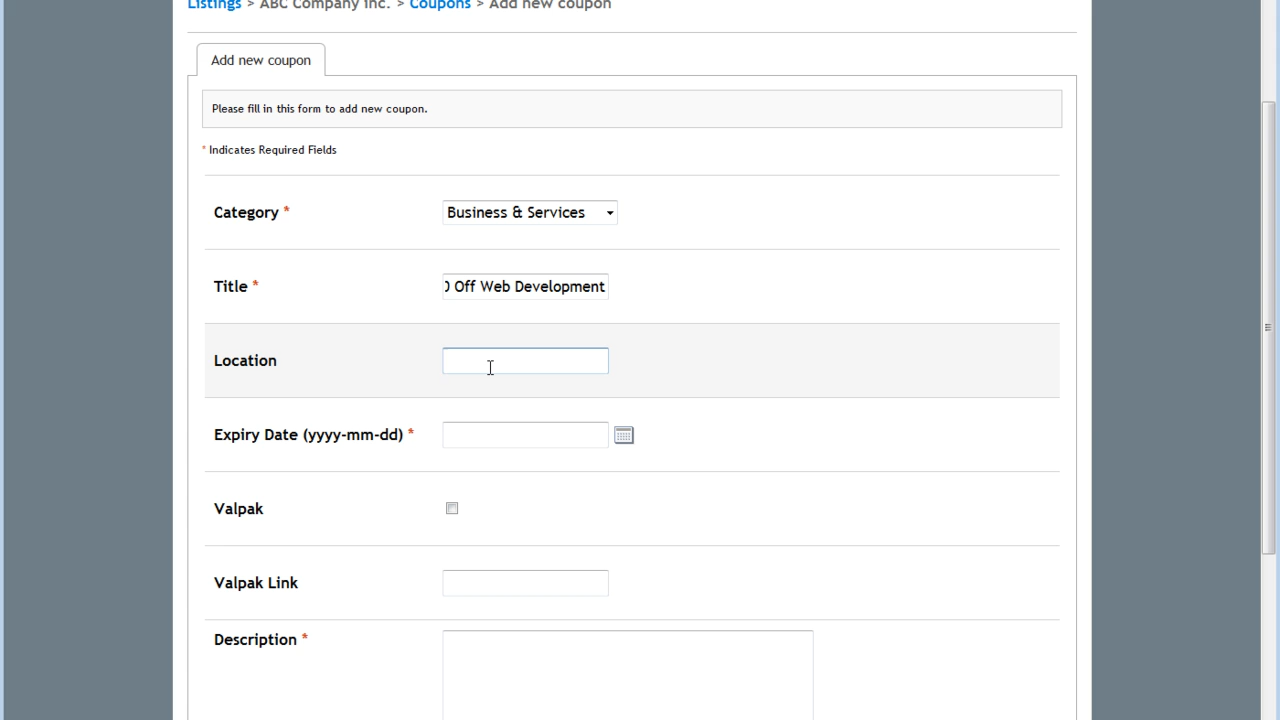 Listings > ABC Company inc. > Coupons > Add new coupon
Add new coupon
Please fill in this form to add new coupon.
* Indicates Required Fields
Category * Business & Services
Title * Off Web Development
Location
Expiry Date (yyyy-mm-dd) *
Valpak
Valpak Link
Description *